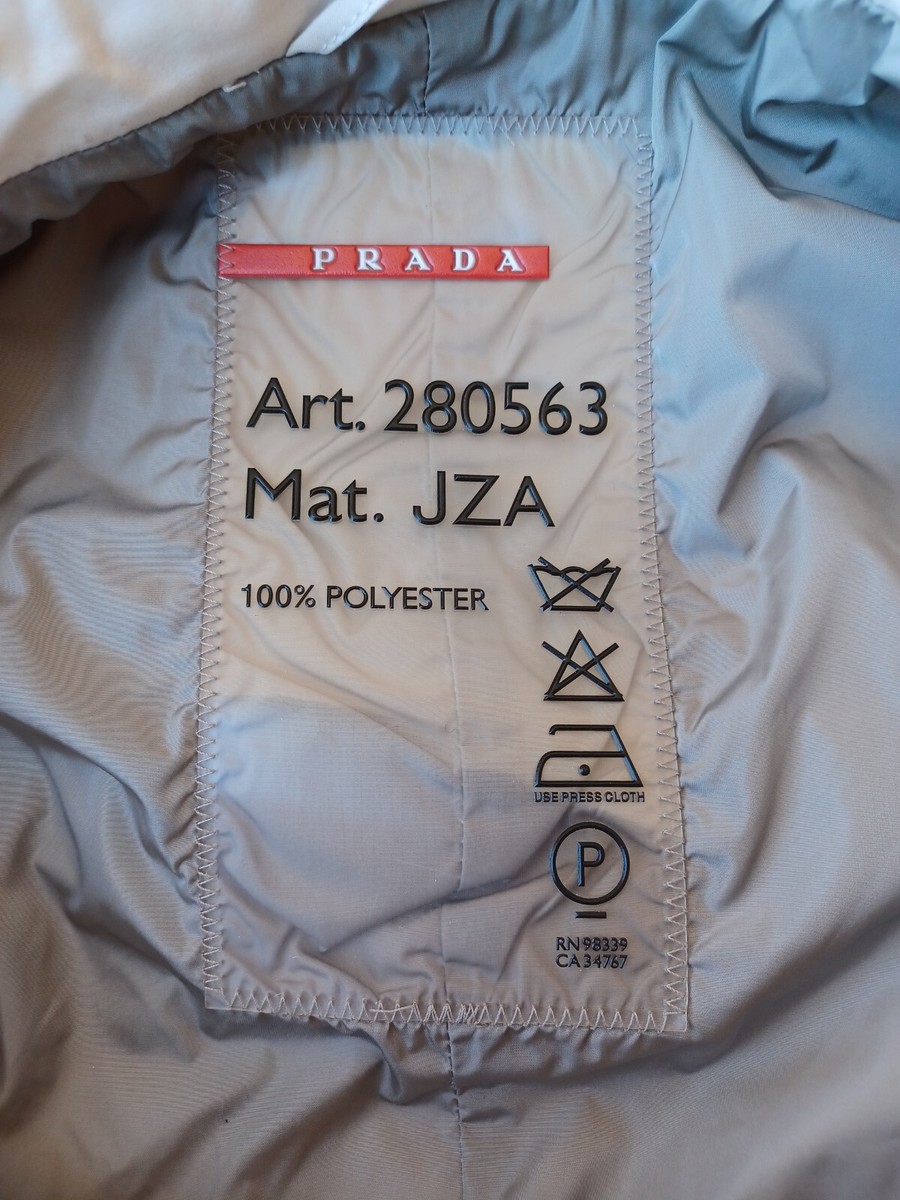 PRADA
Art. 280563
Mat. JZA
100% POLYESTER
USE PRESS CLOTH
P
RN 98339
CA 34767